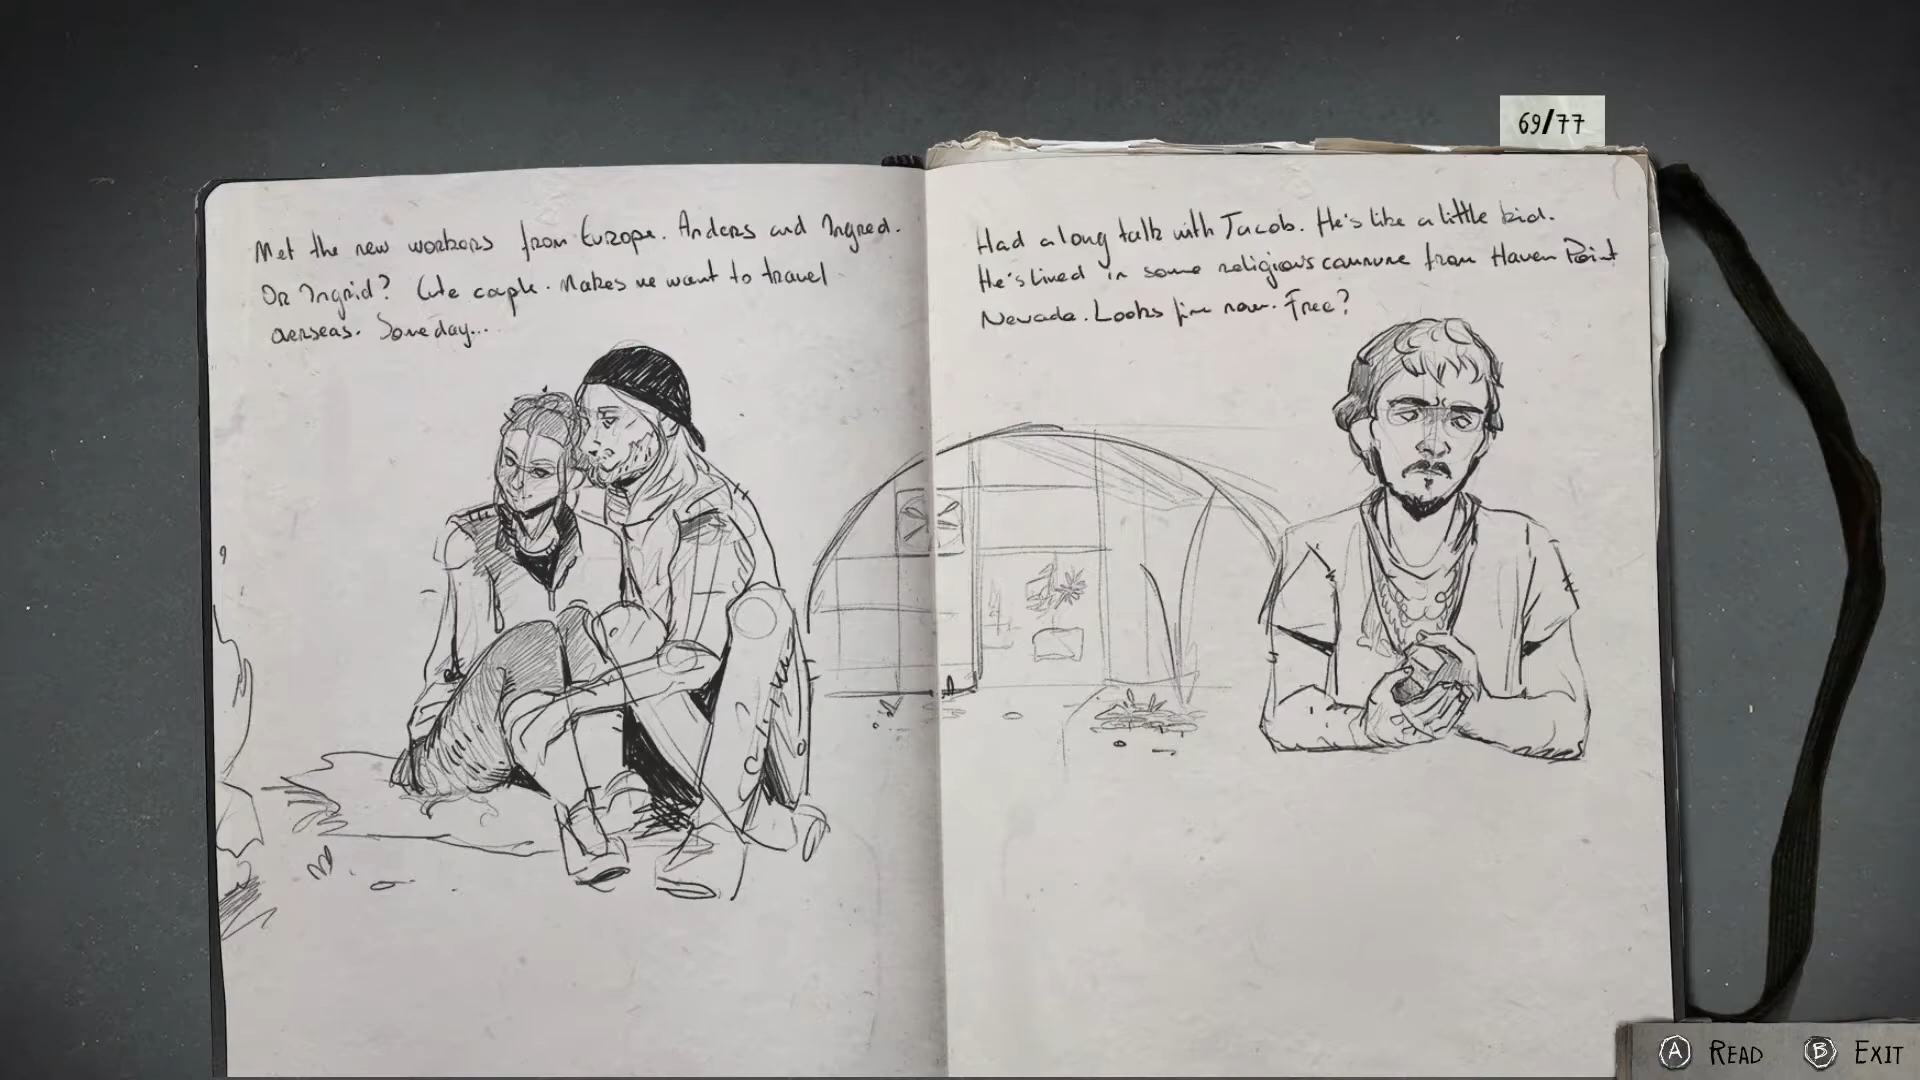 69/77
Met the new workers from Europe. Anders and Ingred.
Or Ingrid? Cute couple. Makes me want to travel
overseas. Someday...
Had a long talk with Jacob. He's like a little kid.
He's lived in some religious commune from Haven Point
Nevada. Looks fine now. Free?
A READ B EXIT